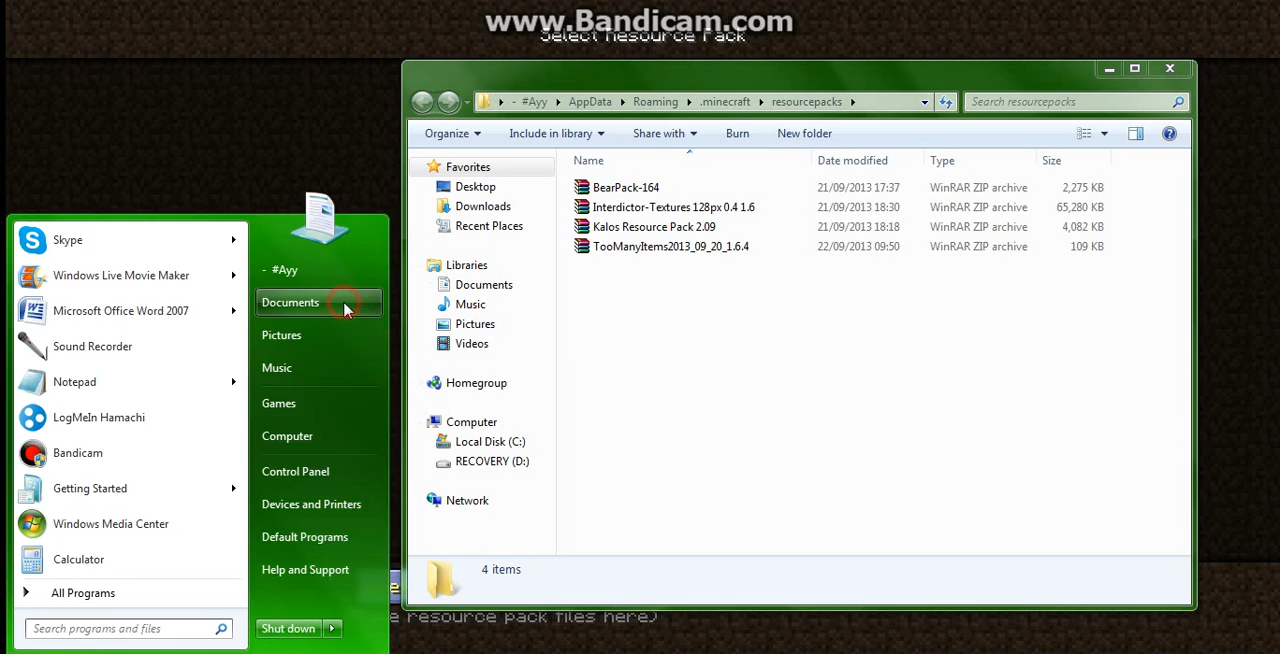 www.Bandicam.com
Select Resource Pack
- #Ayy
AppData
Roaming
.minecraft
resourcepacks
Search resourcepacks
Organize
Include in library
Share with
Burn
New folder
Favorites
Desktop
Downloads
Recent Places
Libraries
Documents
Music
Pictures
Videos
Homegroup
Computer
Local Disk (C:)
RECOVERY (D:)
Network
Name Date modified Type Size
BearPack-164 21/09/2013 17:37 WinRAR ZIP archive 2,275 KB
Interdictor-Textures 128px 0.4 1.6 21/09/2013 18:30 WinRAR ZIP archive 65,280 KB
Kalos Resource Pack 2.09 21/09/2013 18:18 WinRAR ZIP archive 4,082 KB
TooManyItems2013_09_20_1.6.4 22/09/2013 09:50 WinRAR ZIP archive 109 KB
4 items
Skype
Windows Live Movie Maker
Microsoft Office Word 2007
Sound Recorder
Notepad
LogMeIn Hamachi
Bandicam
Getting Started
Windows Media Center
Calculator
All Programs
Search programs and files
- #Ayy
Documents
Pictures
Music
Games
Computer
Control Panel
Devices and Printers
Default Programs
Help and Support
Shut down
resource pack files here)